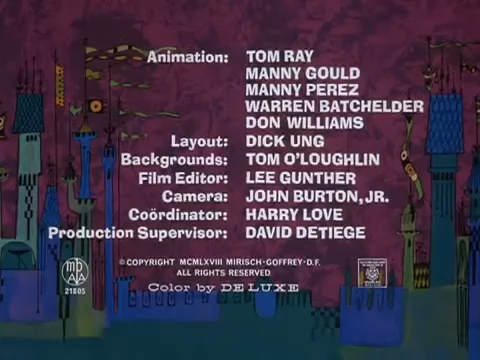 Animation: TOM RAY
MANNY GOULD
MANNY PEREZ
WARREN BATCHELDER
DON WILLIAMS
Layout: DICK UNG
Backgrounds: TOM O'LOUGHLIN
Film Editor: LEE GUNTHER
Camera: JOHN BURTON, JR.
Coördinator: HARRY LOVE
Production Supervisor: DAVID DETIEGE
©COPYRIGHT MCMLXVIII MIRISCH-GOFFREY-D.F.
ALL RIGHTS RESERVED
Color by DE LUXE
21805